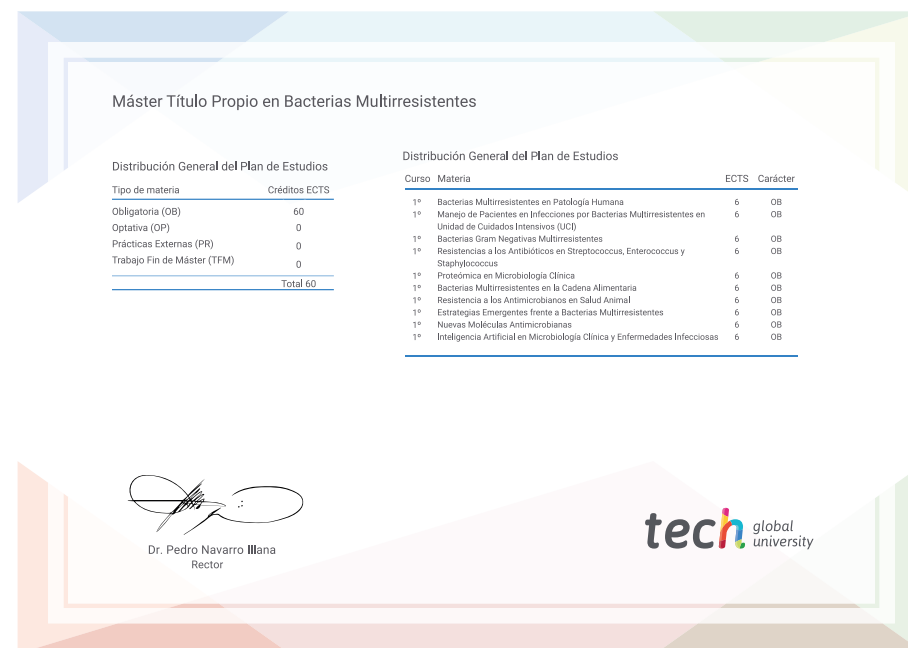 Máster Título Propio en Bacterias Multirresistentes
Distribución General del Plan de Estudios
Tipo de materia Créditos ECTS
Obligatoria (OB) 60
Optativa (OP) 0
Prácticas Externas (PR) 0
Trabajo Fin de Máster (TFM) 0
Total 60
Distribución General del Plan de Estudios
Curso Materia ECTS Carácter
1º Bacterias Multirresistentes en Patología Humana 6 OB
1º Manejo de Pacientes en Infecciones por Bacterias Multirresistentes en 6 OB
Unidad de Cuidados Intensivos (UCI)
1º Bacterias Gram Negativas Multirresistentes 6 OB
1º Resistencias a los Antibióticos en Streptococcus, Enterococcus y 6 OB
Staphylococcus
1º Proteómica en Microbiología Clínica 6 OB
1º Bacterias Multirresistentes en la Cadena Alimentaria 6 OB
1º Resistencia a los Antimicrobianos en Salud Animal 6 OB
1º Estrategias Emergentes frente a Bacterias Multirresistentes 6 OB
1º Nuevas Moléculas Antimicrobianas 6 OB
1º Inteligencia Artificial en Microbiología Clínica y Enfermedades Infecciosas 6 OB
Dr. Pedro Navarro Illana
Rector
tech global
university